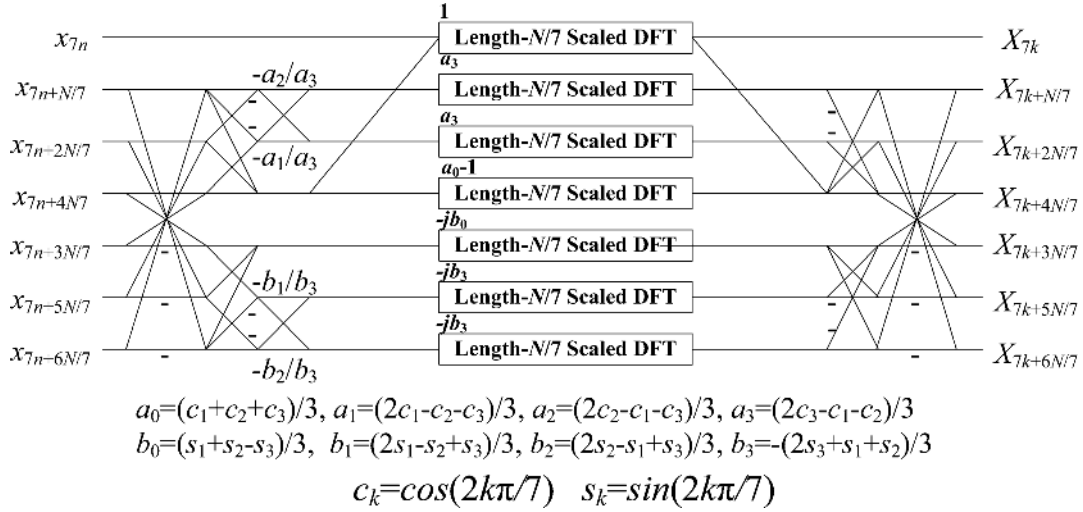 1
x7n Length-N/7 Scaled DFT X7k
a3
x7n+N/7 -a2/a3 Length-N/7 Scaled DFT X7k+N/7
-
-
-
a3
-
x7n+2N/7 Length-N/7 Scaled DFT X7k+2N/7
-a1/a3
a0-1
x7n+4N7 Length-N/7 Scaled DFT X7k+4N/7
-jb0
x7n+3N/7 - Length-N/7 Scaled DFT - X7k+3N/7
-b1/b3 -jb3
x7n+5N/7 - - Length-N/7 Scaled DFT - - X7k+5N/7
- -jb3 -
x7n+6N/7 - Length-N/7 Scaled DFT - X7k+6N/7
-b2/b3
a0=(c1+c2+c3)/3, a1=(2c1-c2-c3)/3, a2=(2c2-c1-c3)/3, a3=(2c3-c1-c2)/3
b0=(s1+s2-s3)/3, b1=(2s1-s2+s3)/3, b2=(2s2-s1+s3)/3, b3=-(2s3+s1+s2)/3
ck=cos(2kπ/7) sk=sin(2kπ/7)